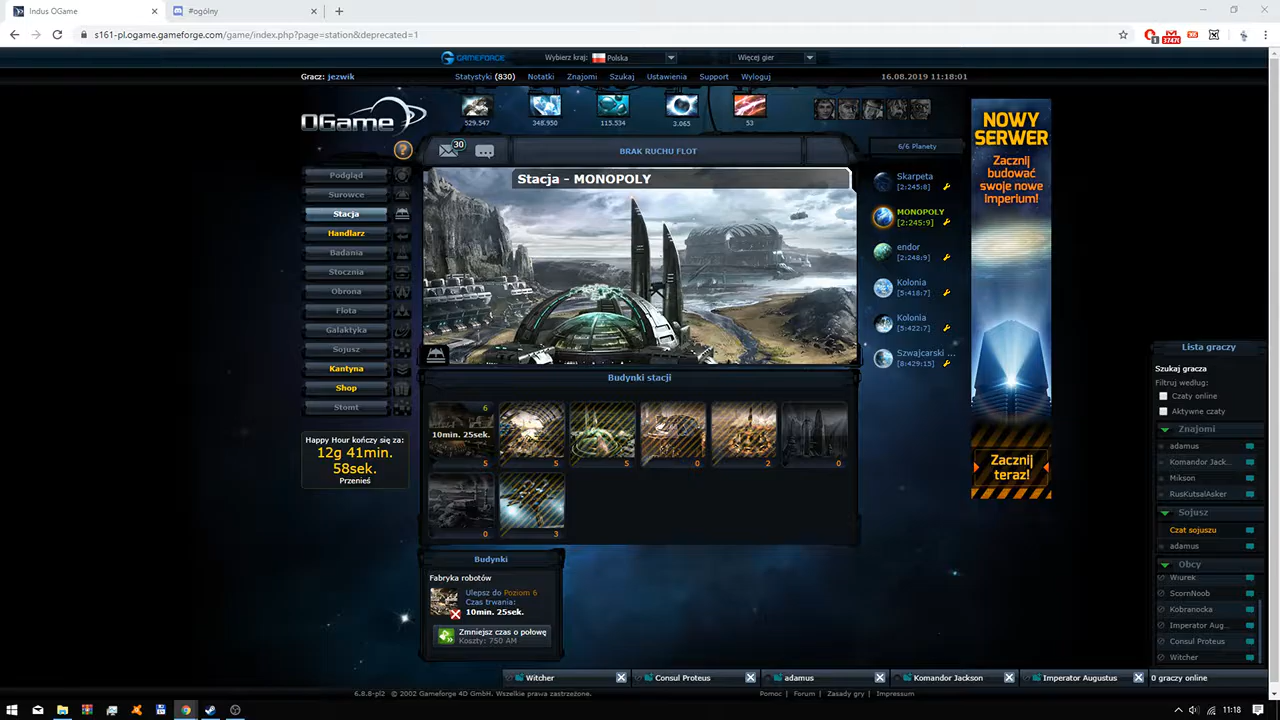 Indus OGame
#ogólny
s161-pl.ogame.gameforge.com/game/index.php?page=station&deprecated=1
GAMEFORGE
Wybierz kraj: Polska
Więcej gier
Gracz: jezwik
Statystyki (830) Notatki Znajomi Szukaj Ustawienia Support Wyloguj
16.08.2019 11:18:01
OGame
529.547 348.950 115.534 3.065 53
30
BRAK RUCHU FLOT
6/6 Planety
Stacja - MONOPOLY
Podgląd
Surowce
Stacja
Handlarz
Badania
Stocznia
Obrona
Flota
Galaktyka
Sojusz
Kantyna
Shop
Stomt
Happy Hour kończy się za:
12g 41min.
58sek.
Przenieś
Skarpeta
[2:245:8]
MONOPOLY
[2:245:9]
endor
[2:248:9]
Kolonia
[5:418:7]
Kolonia
[5:422:7]
Szwajcarski ...
[8:429:15]
NOWY
SERWER
Zacznij
budować
swoje nowe
Imperium!
Zacznij
teraz!
Budynki stacji
6
10min. 25sek.
5 5 5 0 2 0
0 3
Budynki
Fabryka robotów
Ulepsz do Poziom 6
Czas trwania:
10min. 25sek.
Zmniejsz czas o połowę
Koszty: 750 AM
Lista graczy
Szukaj gracza
Filtruj według:
Czaty online
Aktywne czaty
Znajomi
adamus
Komandor Jack...
Mikson
RusKutsalAsker
Sojusz
Czat sojuszu
adamus
Obcy
Wiurek
ScornNoob
Kobranocka
Imperator Aug...
Consul Proteus
Witcher
Witcher
Consul Proteus
adamus
Komandor Jackson
Imperator Augustus
0 graczy online
6.8.8-pl2 © 2002 Gameforge 4D GmbH. Wszelkie prawa zastrzeżone.
Pomoc Forum Zasady gry Impressum
11:18